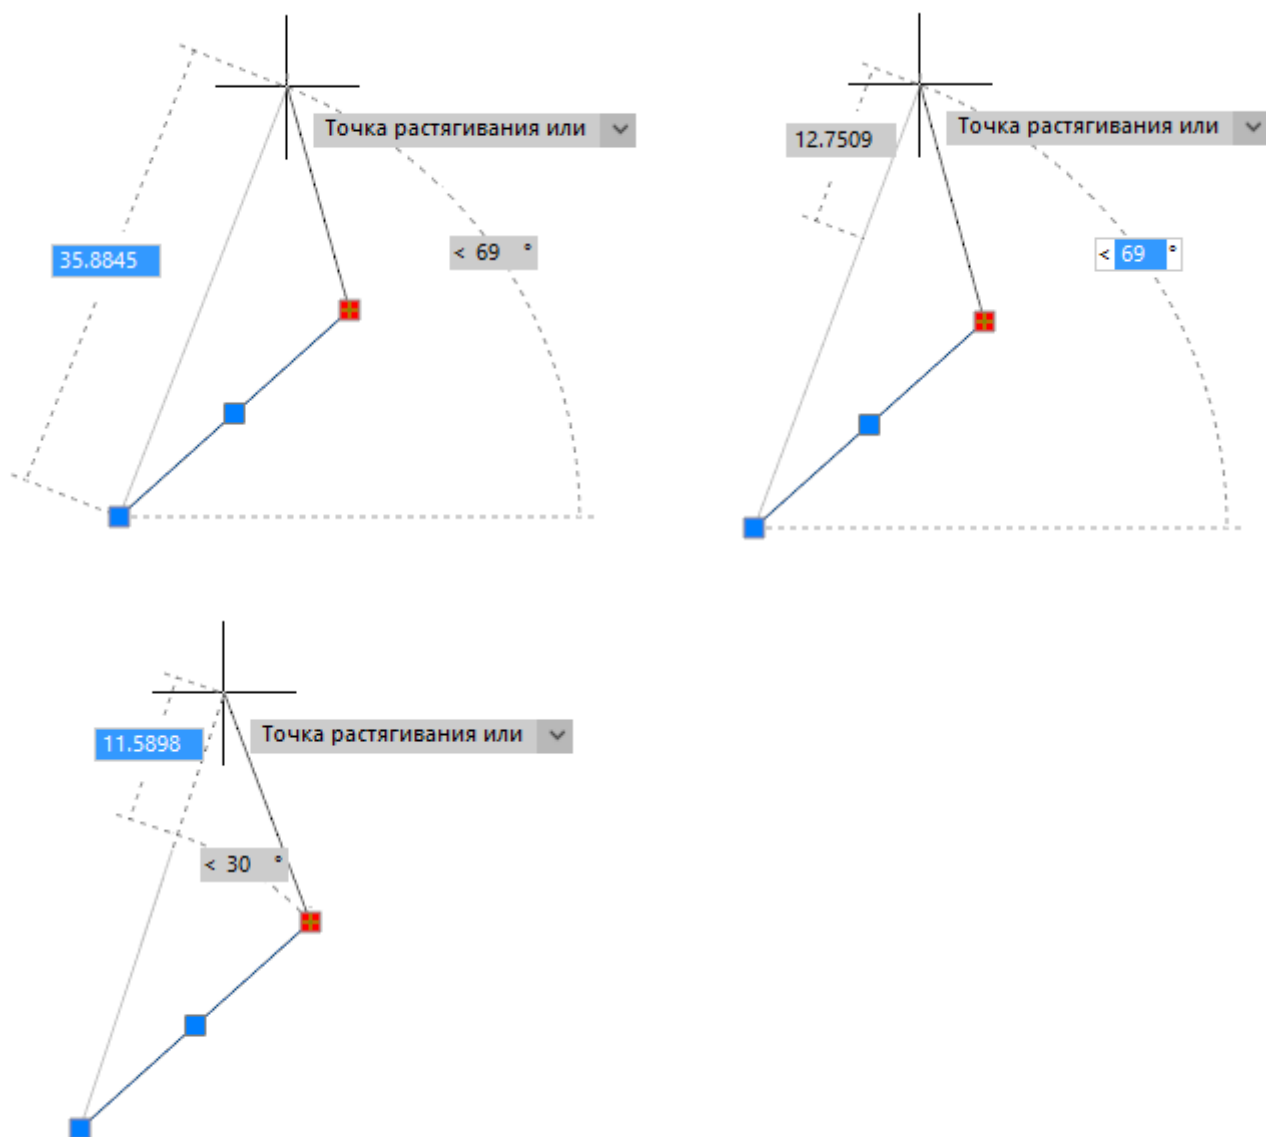 Точка растягивания или
35.8845
< 69 °
Точка растягивания или
12.7509
< 69 °
Точка растягивания или
11.5898
< 30 °